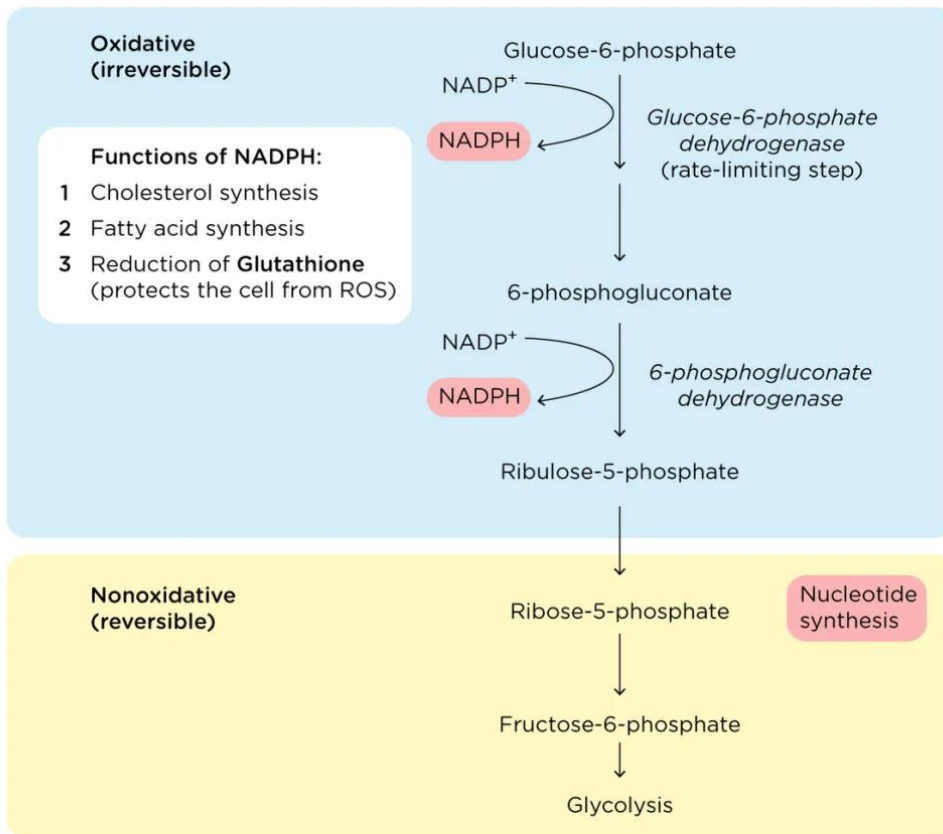 Oxidative
(irreversible)
Glucose-6-phosphate
NADP⁺
NADPH
Glucose-6-phosphate
dehydrogenase
(rate-limiting step)
Functions of NADPH:
1 Cholesterol synthesis
2 Fatty acid synthesis
3 Reduction of Glutathione
(protects the cell from ROS)
6-phosphogluconate
NADP⁺
NADPH
6-phosphogluconate
dehydrogenase
Ribulose-5-phosphate
Nonoxidative
(reversible)
Ribose-5-phosphate
Nucleotide
synthesis
Fructose-6-phosphate
Glycolysis